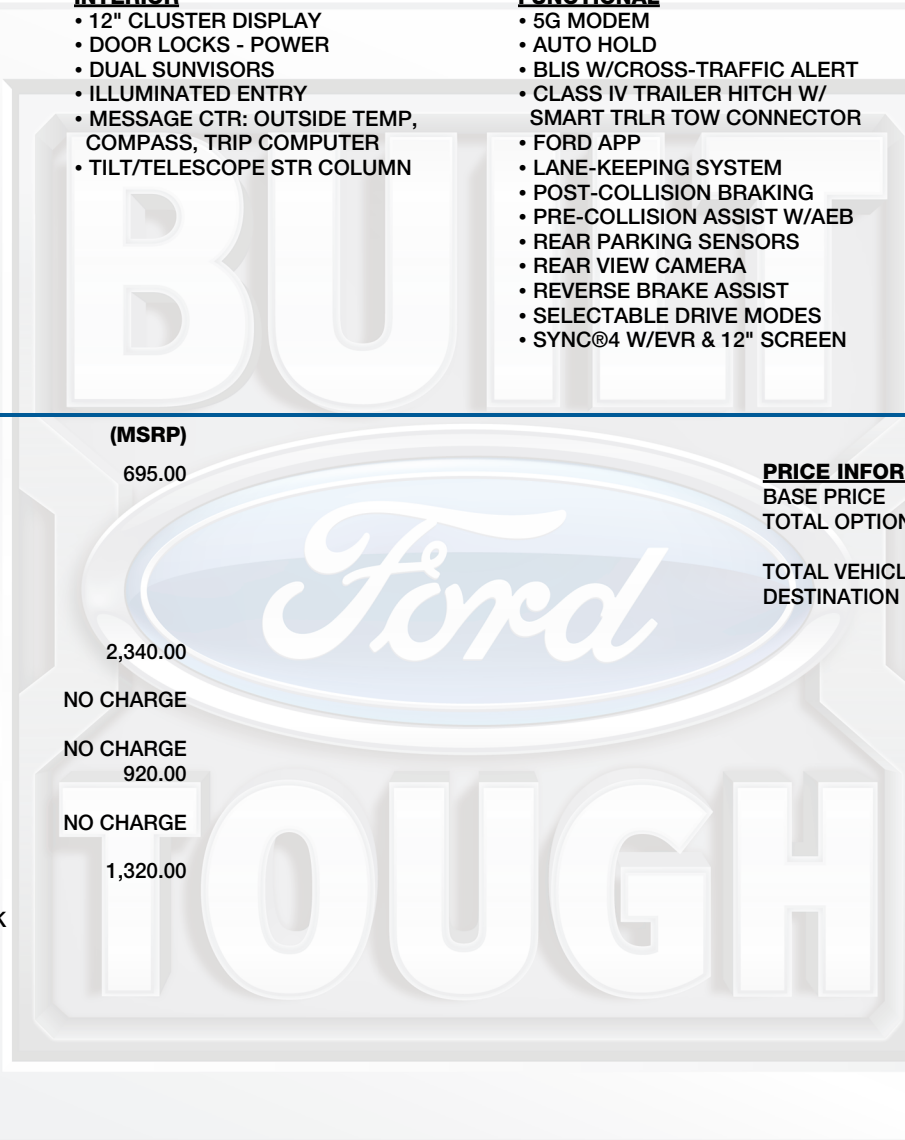 INTERIOR
• 12" CLUSTER DISPLAY
• DOOR LOCKS - POWER
• DUAL SUNVISORS
• ILLUMINATED ENTRY
• MESSAGE CTR: OUTSIDE TEMP,
COMPASS, TRIP COMPUTER
• TILT/TELESCOPE STR COLUMN
FUNCTIONAL
• 5G MODEM
• AUTO HOLD
• BLIS W/CROSS-TRAFFIC ALERT
• CLASS IV TRAILER HITCH W/
SMART TRLR TOW CONNECTOR
• FORD APP
• LANE-KEEPING SYSTEM
• POST-COLLISION BRAKING
• PRE-COLLISION ASSIST W/AEB
• REAR PARKING SENSORS
• REAR VIEW CAMERA
• REVERSE BRAKE ASSIST
• SELECTABLE DRIVE MODES
• SYNC®4 W/EVR & 12" SCREEN
BUILT
(MSRP)
695.00
2,340.00
NO CHARGE
NO CHARGE
920.00
NO CHARGE
1,320.00
K
PRICE INFOR
BASE PRICE
TOTAL OPTION
TOTAL VEHICL
DESTINATION
Ford
TOUGH